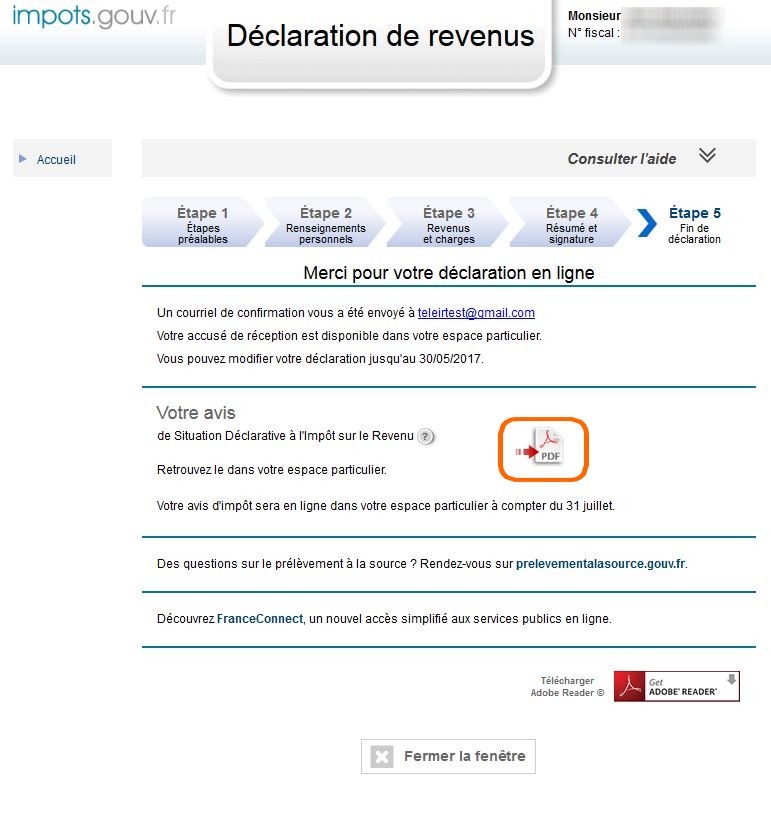 impots.gouv.fr
Déclaration de revenus
Monsieur
N° fiscal :
Accueil
Consulter l'aide
Étape 1
Étapes
préalables
Étape 2
Renseignements
personnels
Étape 3
Revenus
et charges
Étape 4
Résumé et
signature
Étape 5
Fin de
déclaration
Merci pour votre déclaration en ligne
Un courriel de confirmation vous a été envoyé à teleirtest@gmail.com
Votre accusé de réception est disponible dans votre espace particulier.
Vous pouvez modifier votre déclaration jusqu'au 30/05/2017.
Votre avis
de Situation Déclarative à l'Impôt sur le Revenu ?
PDF
Retrouvez le dans votre espace particulier.
Votre avis d'impôt sera en ligne dans votre espace particulier à compter du 31 juillet.
Des questions sur le prélèvement à la source ? Rendez-vous sur prelevementalasource.gouv.fr.
Découvrez FranceConnect, un nouvel accès simplifié aux services publics en ligne.
Télécharger
Adobe Reader ©
Get
ADOBE® READER®
Fermer la fenêtre